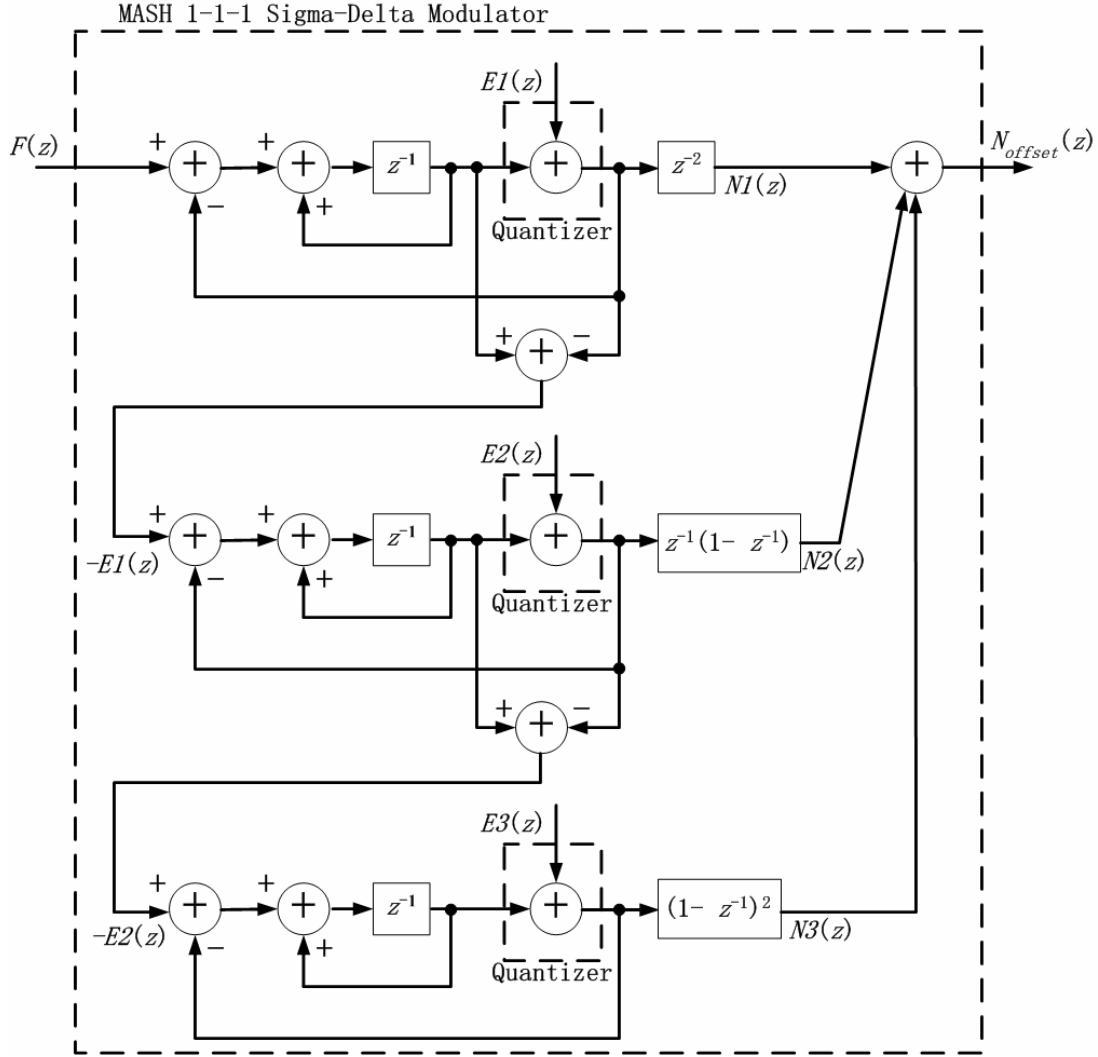 MASH 1-1-1 Sigma-Delta Modulator
E1(z)
F(z)
+
+
+
+
z⁻¹
+
z⁻²
+
N_offset(z)
N1(z)
−
+
Quantizer
+
−
+
E2(z)
+
+
+
+
z⁻¹
+
z⁻¹(1- z⁻¹)
-E1(z)
−
+
N2(z)
Quantizer
+
−
+
E3(z)
+
+
+
+
z⁻¹
+
(1- z⁻¹)²
-E2(z)
−
+
N3(z)
Quantizer